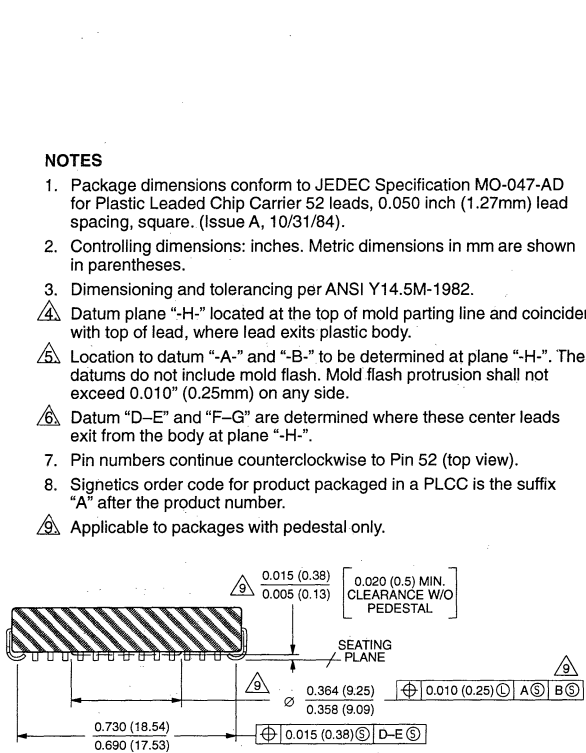 NOTES
1. Package dimensions conform to JEDEC Specification MO-047-AD
for Plastic Leaded Chip Carrier 52 leads, 0.050 inch (1.27mm) lead
spacing, square. (Issue A, 10/31/84).
2. Controlling dimensions: inches. Metric dimensions in mm are shown
in parentheses.
3. Dimensioning and tolerancing per ANSI Y14.5M-1982.
4. Datum plane “-H-” located at the top of mold parting line and coincider
with top of lead, where lead exits plastic body.
5. Location to datum “-A-” and “-B-” to be determined at plane “-H-”. The
datums do not include mold flash. Mold flash protrusion shall not
exceed 0.010” (0.25mm) on any side.
6. Datum “D–E” and “F–G” are determined where these center leads
exit from the body at plane “-H-”.
7. Pin numbers continue counterclockwise to Pin 52 (top view).
8. Signetics order code for product packaged in a PLCC is the suffix
“A” after the product number.
9. Applicable to packages with pedestal only.
9 0.015 (0.38)
0.005 (0.13)
0.020 (0.5) MIN.
CLEARANCE W/O
PEDESTAL
SEATING
PLANE
9
9 ⌀ 0.364 (9.25)
0.358 (9.09)
⌖ 0.010 (0.25) Ⓛ A Ⓢ B Ⓢ
0.730 (18.54)
0.690 (17.53)
⌖ 0.015 (0.38) Ⓢ D–E Ⓢ